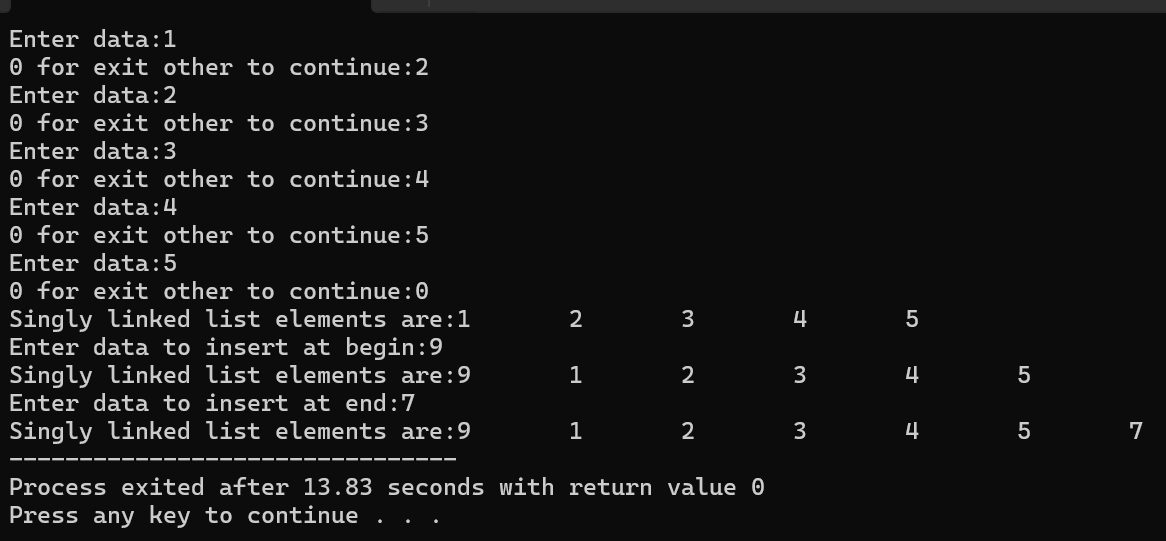 Enter data:1
0 for exit other to continue:2
Enter data:2
0 for exit other to continue:3
Enter data:3
0 for exit other to continue:4
Enter data:4
0 for exit other to continue:5
Enter data:5
0 for exit other to continue:0
Singly linked list elements are:1       2       3       4       5
Enter data to insert at begin:9
Singly linked list elements are:9       1       2       3       4       5
Enter data to insert at end:7
Singly linked list elements are:9       1       2       3       4       5       7
--------------------------------
Process exited after 13.83 seconds with return value 0
Press any key to continue . . .